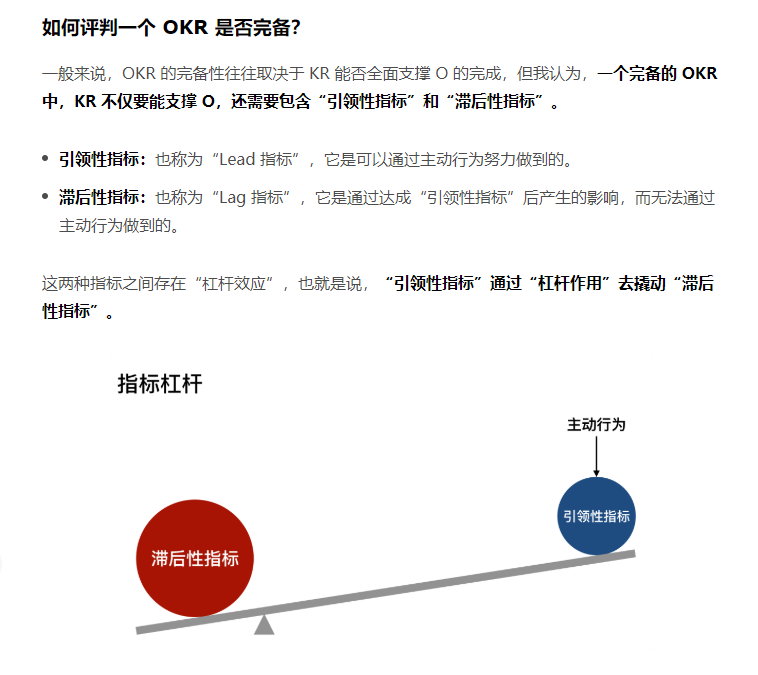 如何评判一个 OKR 是否完备？
一般来说，OKR 的完备性往往取决于 KR 能否全面支撑 O 的完成，但我认为，一个完备的 OKR
中，KR 不仅要能支撑 O，还需要包含“引领性指标”和“滞后性指标”。
• 引领性指标：也称为“Lead 指标”，它是可以通过主动行为努力做到的。
• 滞后性指标：也称为“Lag 指标”，它是通过达成“引领性指标”后产生的影响，而无法通过
主动行为做到的。
这两种指标之间存在“杠杆效应”，也就是说，“引领性指标”通过“杠杆作用”去撬动“滞后
性指标”。
指标杠杆
主动行为
引领性指标
滞后性指标